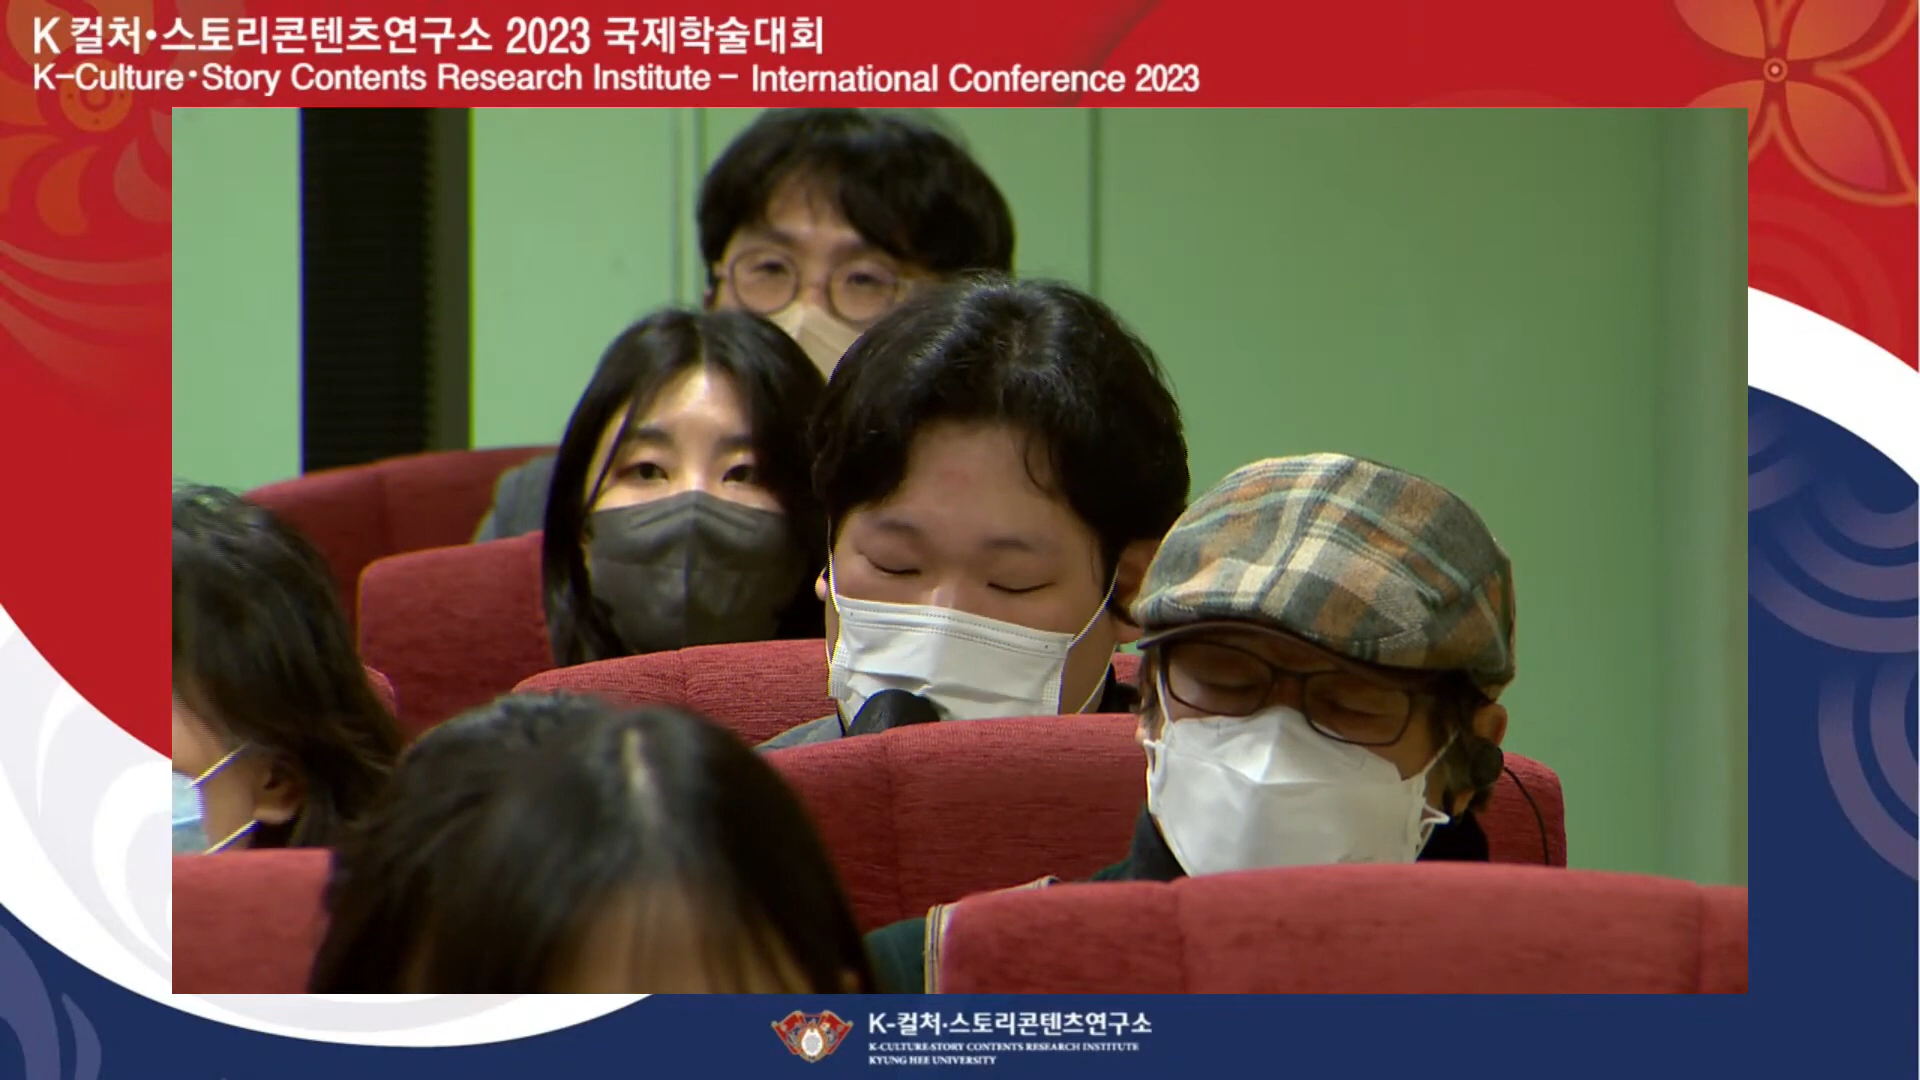 K 컬처·스토리콘텐츠연구소 2023 국제학술대회
K-Culture·Story Contents Research Institute - International Conference 2023
K-컬처·스토리콘텐츠연구소
K-CULTURE·STORY CONTENTS RESEARCH INSTITUTE
KYUNG HEE UNIVERSITY